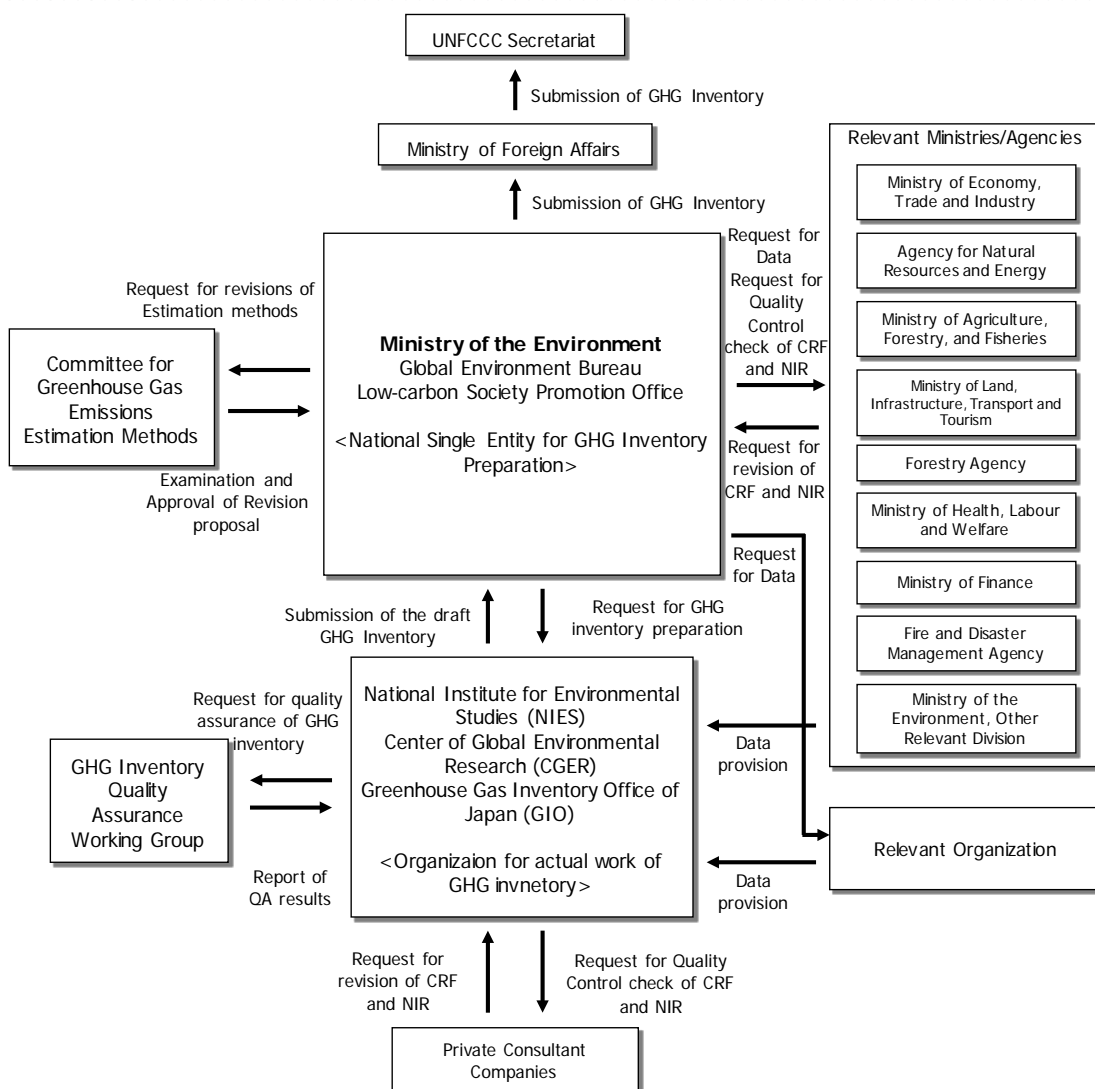 UNFCCC Secretariat
Submission of GHG Inventory
Ministry of Foreign Affairs
Submission of GHG Inventory
Request for revisions of
Estimation methods
Committee for
Greenhouse Gas
Emissions
Estimation Methods
Examination and
Approval of Revision
proposal
Ministry of the Environment
Global Environment Bureau
Low-carbon Society Promotion Office
<National Single Entity for GHG Inventory
Preparation>
Request for
Data
Request for
Quality
Control
check of CRF
and NIR
Request for
revision of
CRF and NIR
Request
for Data
Relevant Ministries/Agencies
Ministry of Economy,
Trade and Industry
Agency for Natural
Resources and Energy
Ministry of Agriculture,
Forestry, and Fisheries
Ministry of Land,
Infrastructure, Transport and
Tourism
Forestry Agency
Ministry of Health, Labour
and Welfare
Ministry of Finance
Fire and Disaster
Management Agency
Ministry of the
Environment, Other
Relevant Division
Submission of the draft
GHG Inventory
Request for GHG
inventory preparation
Request for quality
assurance of GHG
inventory
GHG Inventory
Quality
Assurance
Working Group
Report of
QA results
National Institute for Environmental
Studies (NIES)
Center of Global Environmental
Research (CGER)
Greenhouse Gas Inventory Office of
Japan (GIO)
<Organizaion for actual work of
GHG invnetory>
Data
provision
Relevant Organization
Data
provision
Request for
revision of CRF
and NIR
Request for Quality
Control check of CRF
and NIR
Private Consultant
Companies